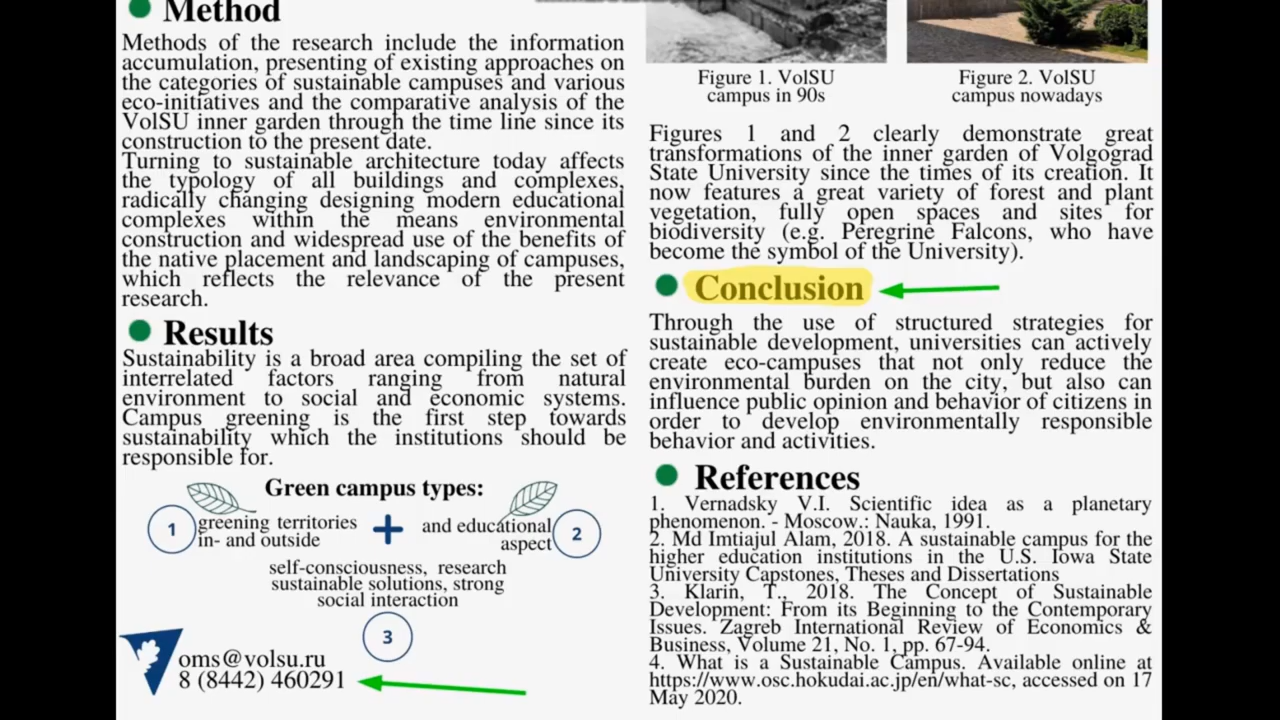 Method
Methods of the research include the information
accumulation, presenting of existing approaches on
the categories of sustainable campuses and various
eco-initiatives and the comparative analysis of the
VolSU inner garden through the time line since its
construction to the present date.
Turning to sustainable architecture today affects
the typology of all buildings and complexes,
radically changing designing modern educational
complexes within the means environmental
construction and widespread use of the benefits of
the native placement and landscaping of campuses,
which reflects the relevance of the present
research.
Results
Sustainability is a broad area compiling the set of
interrelated factors ranging from natural
environment to social and economic systems.
Campus greening is the first step towards
sustainability which the institutions should be
responsible for.
Green campus types:
1
greening territories
in- and outside
and educational
aspect
2
self-consciousness, research
sustainable solutions, strong
social interaction
3
oms@volsu.ru
8 (8442) 460291
Figure 1. VolSU
campus in 90s
Figure 2. VolSU
campus nowadays
Figures 1 and 2 clearly demonstrate great
transformations of the inner garden of Volgograd
State University since the times of its creation. It
now features a great variety of forest and plant
vegetation, fully open spaces and sites for
biodiversity (e.g. Peregrine Falcons, who have
become the symbol of the University).
Conclusion
Through the use of structured strategies for
sustainable development, universities can actively
create eco-campuses that not only reduce the
environmental burden on the city, but also can
influence public opinion and behavior of citizens in
order to develop environmentally responsible
behavior and activities.
References
1. Vernadsky V.I. Scientific idea as a planetary
phenomenon. - Moscow.: Nauka, 1991.
2. Md Imtiajul Alam, 2018. A sustainable campus for the
higher education institutions in the U.S. Iowa State
University Capstones, Theses and Dissertations
3. Klarin, T., 2018. The Concept of Sustainable
Development: From its Beginning to the Contemporary
Issues. Zagreb International Review of Economics &
Business, Volume 21, No. 1, pp. 67-94.
4. What is a Sustainable Campus. Available online at
https://www.osc.hokudai.ac.jp/en/what-sc, accessed on 17
May 2020.